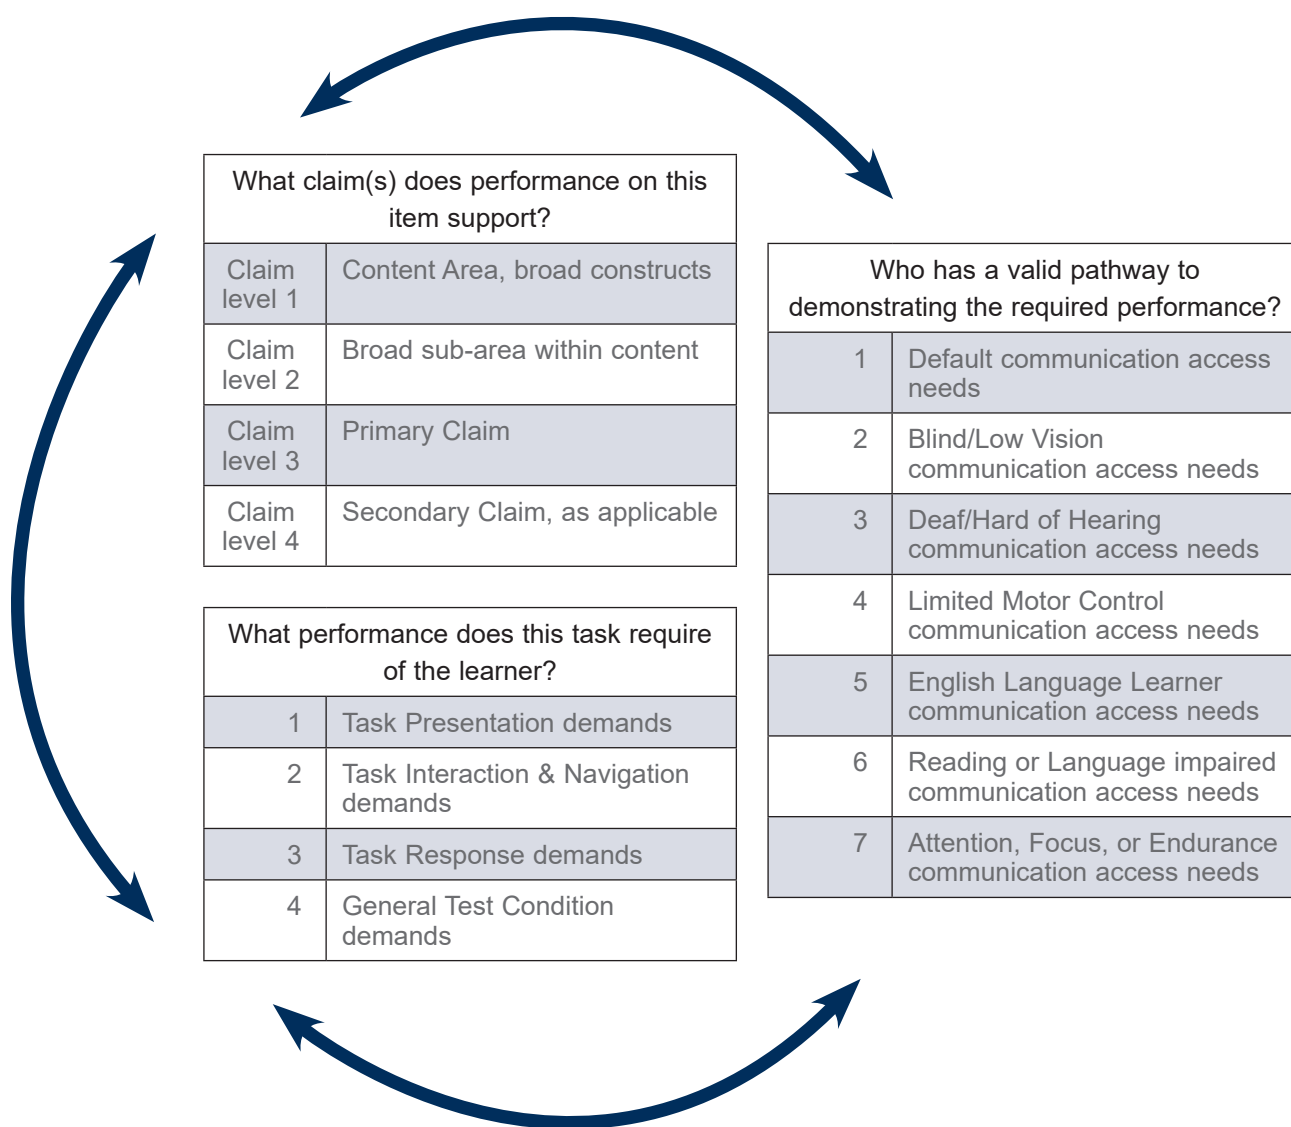 What claim(s) does performance on this
item support?
Claim
level 1
Content Area, broad constructs
Claim
level 2
Broad sub-area within content
Claim
level 3
Primary Claim
Claim
level 4
Secondary Claim, as applicable
What performance does this task require
of the learner?
1
Task Presentation demands
2
Task Interaction & Navigation
demands
3
Task Response demands
4
General Test Condition
demands
Who has a valid pathway to
demonstrating the required performance?
1
Default communication access
needs
2
Blind/Low Vision
communication access needs
3
Deaf/Hard of Hearing
communication access needs
4
Limited Motor Control
communication access needs
5
English Language Learner
communication access needs
6
Reading or Language impaired
communication access needs
7
Attention, Focus, or Endurance
communication access needs